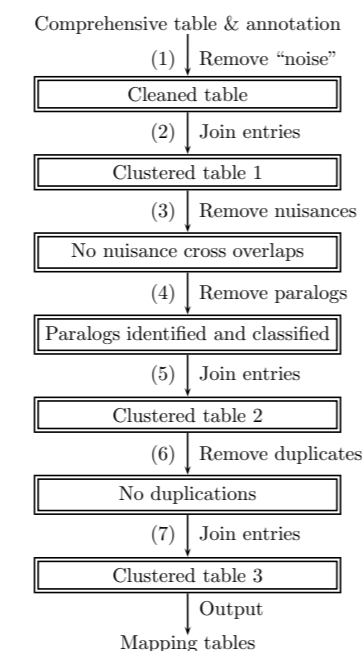 Comprehensive table & annotation
(1) Remove “noise”
Cleaned table
(2) Join entries
Clustered table 1
(3) Remove nuisances
No nuisance cross overlaps
(4) Remove paralogs
Paralogs identified and classified
(5) Join entries
Clustered table 2
(6) Remove duplicates
No duplications
(7) Join entries
Clustered table 3
Output
Mapping tables